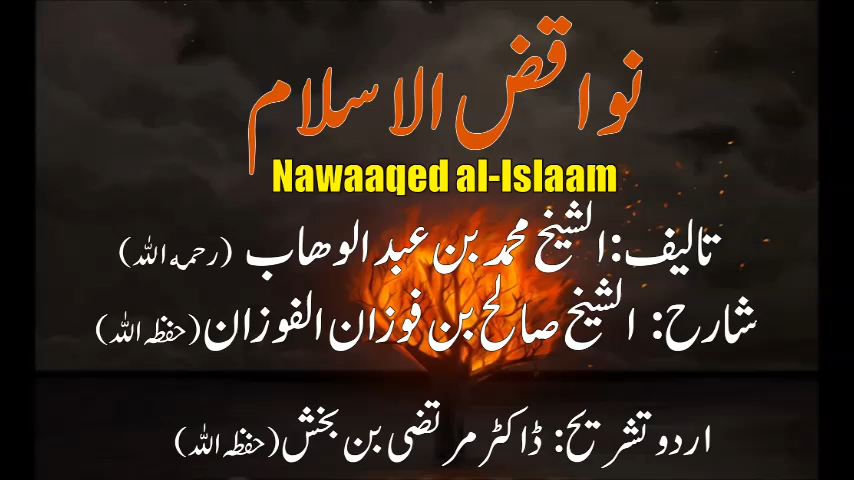 نواقض الاسلام
Nawaaqed al-Islaam
تالیف: الشیخ محمد بن عبد الوھاب (رحمہ اللہ)
شارح: الشیخ صالح بن فوزان الفوزان (حفظہ اللہ)
اردو تشریح: ڈاکٹر مرتضی بن بخش (حفظہ اللہ)